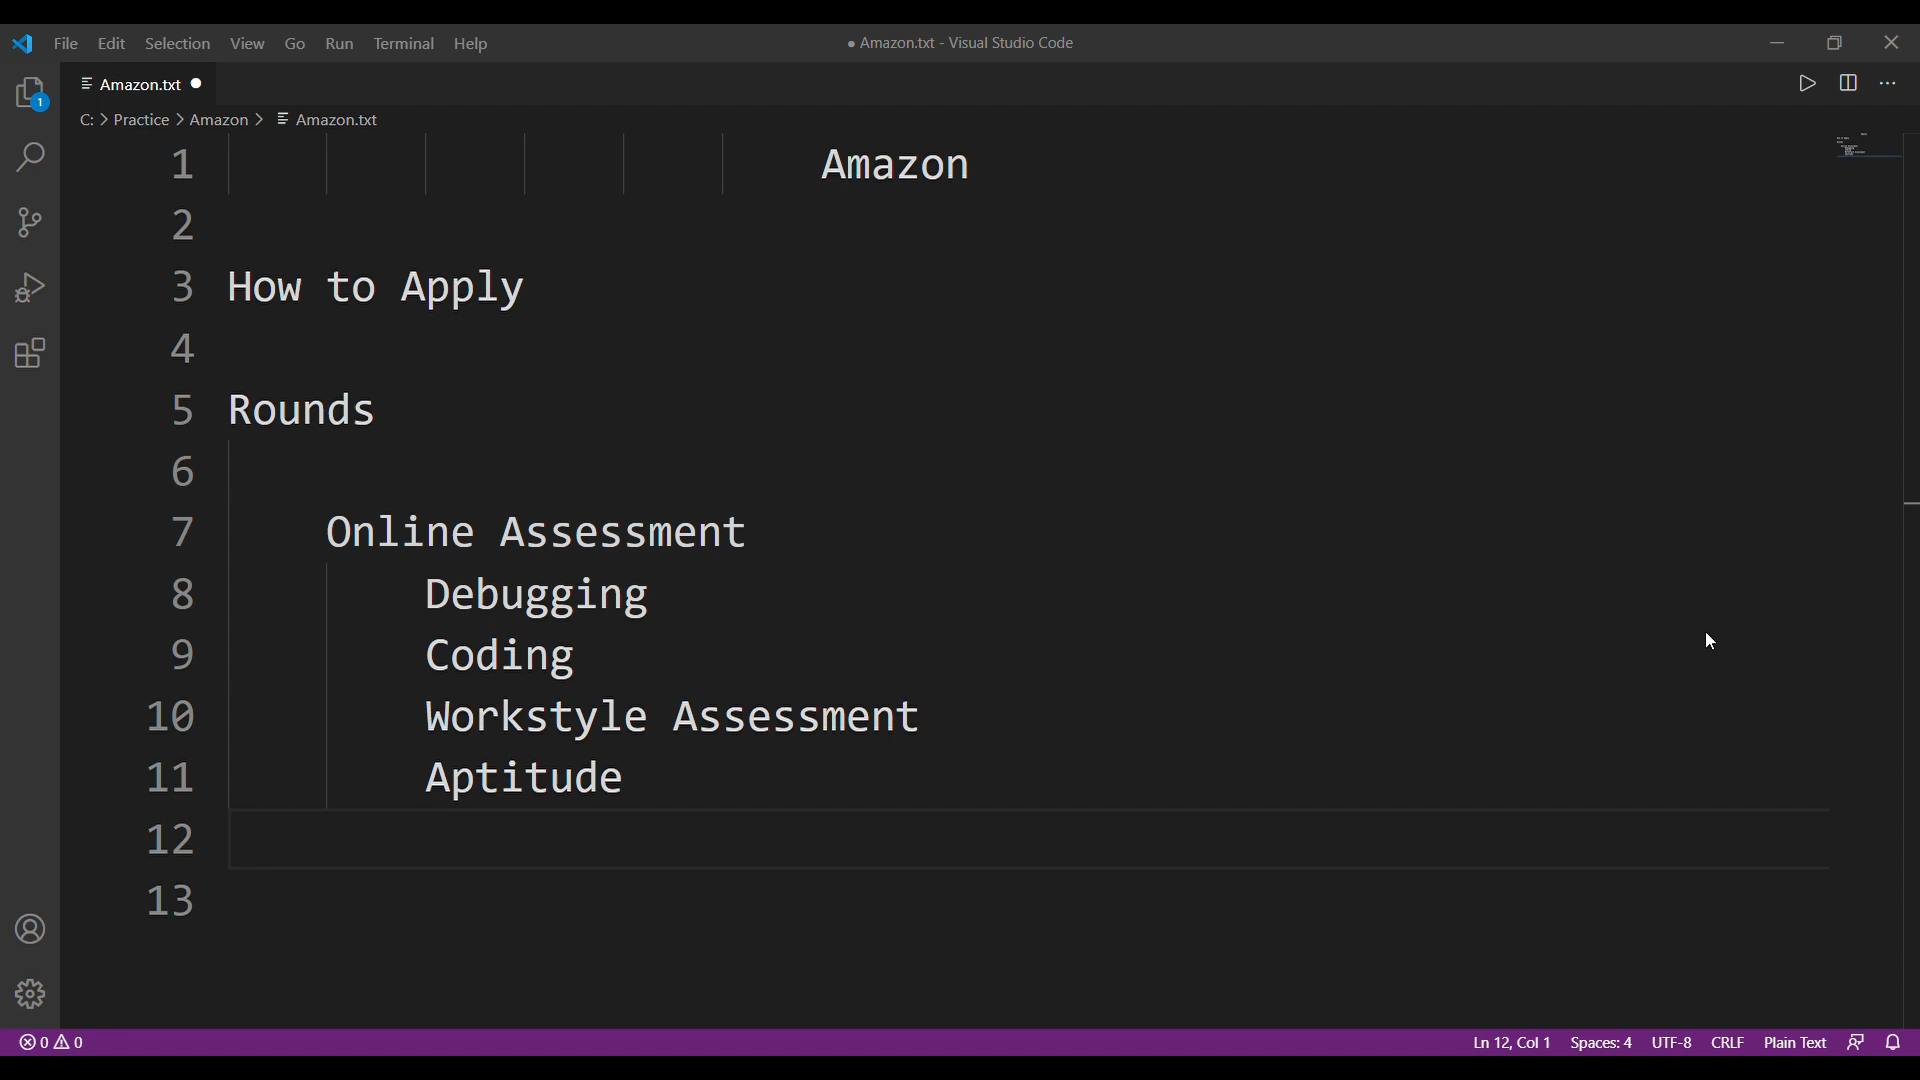 File Edit Selection View Go Run Terminal Help
● Amazon.txt - Visual Studio Code
1
Amazon.txt ●
C: > Practice > Amazon > Amazon.txt
1 Amazon
2
3 How to Apply
4
5 Rounds
6
7 Online Assessment
8 Debugging
9 Coding
10 Workstyle Assessment
11 Aptitude
12
13
0 0 Ln 12, Col 1 Spaces: 4 UTF-8 CRLF Plain Text